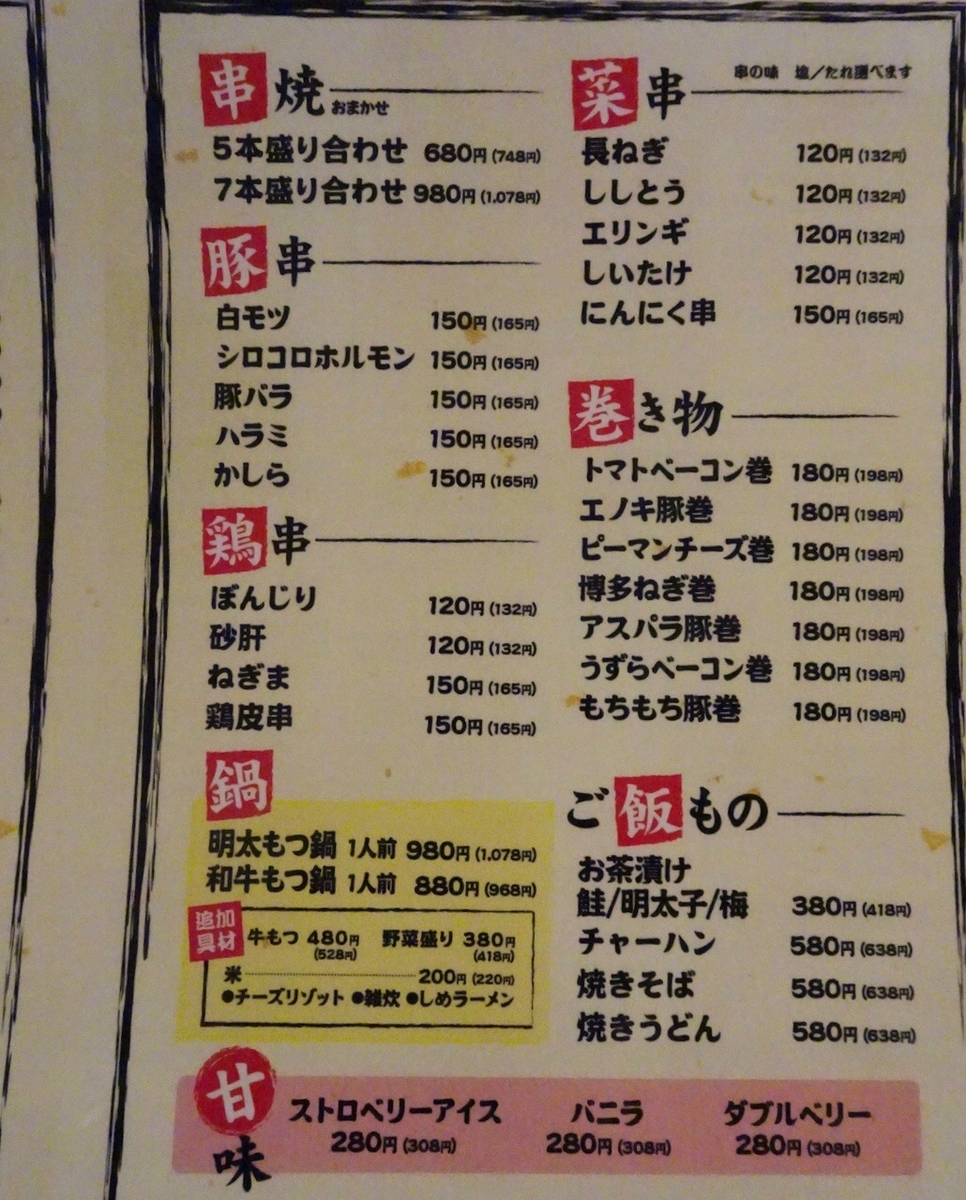 串焼 おまかせ
5本盛り合わせ 680円(748円)
7本盛り合わせ 980円(1,078円)
豚串
白モツ 150円(165円)
シロコロホルモン 150円(165円)
豚バラ 150円(165円)
ハラミ 150円(165円)
かしら 150円(165円)
鶏串
ぼんじり 120円(132円)
砂肝 120円(132円)
ねぎま 150円(165円)
鶏皮串 150円(165円)
鍋
明太もつ鍋 1人前 980円(1,078円)
和牛もつ鍋 1人前 880円(968円)
追加
具材
牛もつ 480円 野菜盛り 380円
(528円) (418円)
米 200円(220円)
●チーズリゾット ●雑炊 ●しめラーメン
菜串 串の味 塩/たれ選べます
長ねぎ 120円(132円)
ししとう 120円(132円)
エリンギ 120円(132円)
しいたけ 120円(132円)
にんにく串 150円(165円)
巻き物
トマトベーコン巻 180円(198円)
エノキ豚巻 180円(198円)
ピーマンチーズ巻 180円(198円)
博多ねぎ巻 180円(198円)
アスパラ豚巻 180円(198円)
うずらベーコン巻 180円(198円)
もちもち豚巻 180円(198円)
ご飯もの
お茶漬け
鮭/明太子/梅 380円(418円)
チャーハン 580円(638円)
焼きそば 580円(638円)
焼きうどん 580円(638円)
甘味
ストロベリーアイス バニラ ダブルベリー
280円(308円) 280円(308円) 280円(308円)